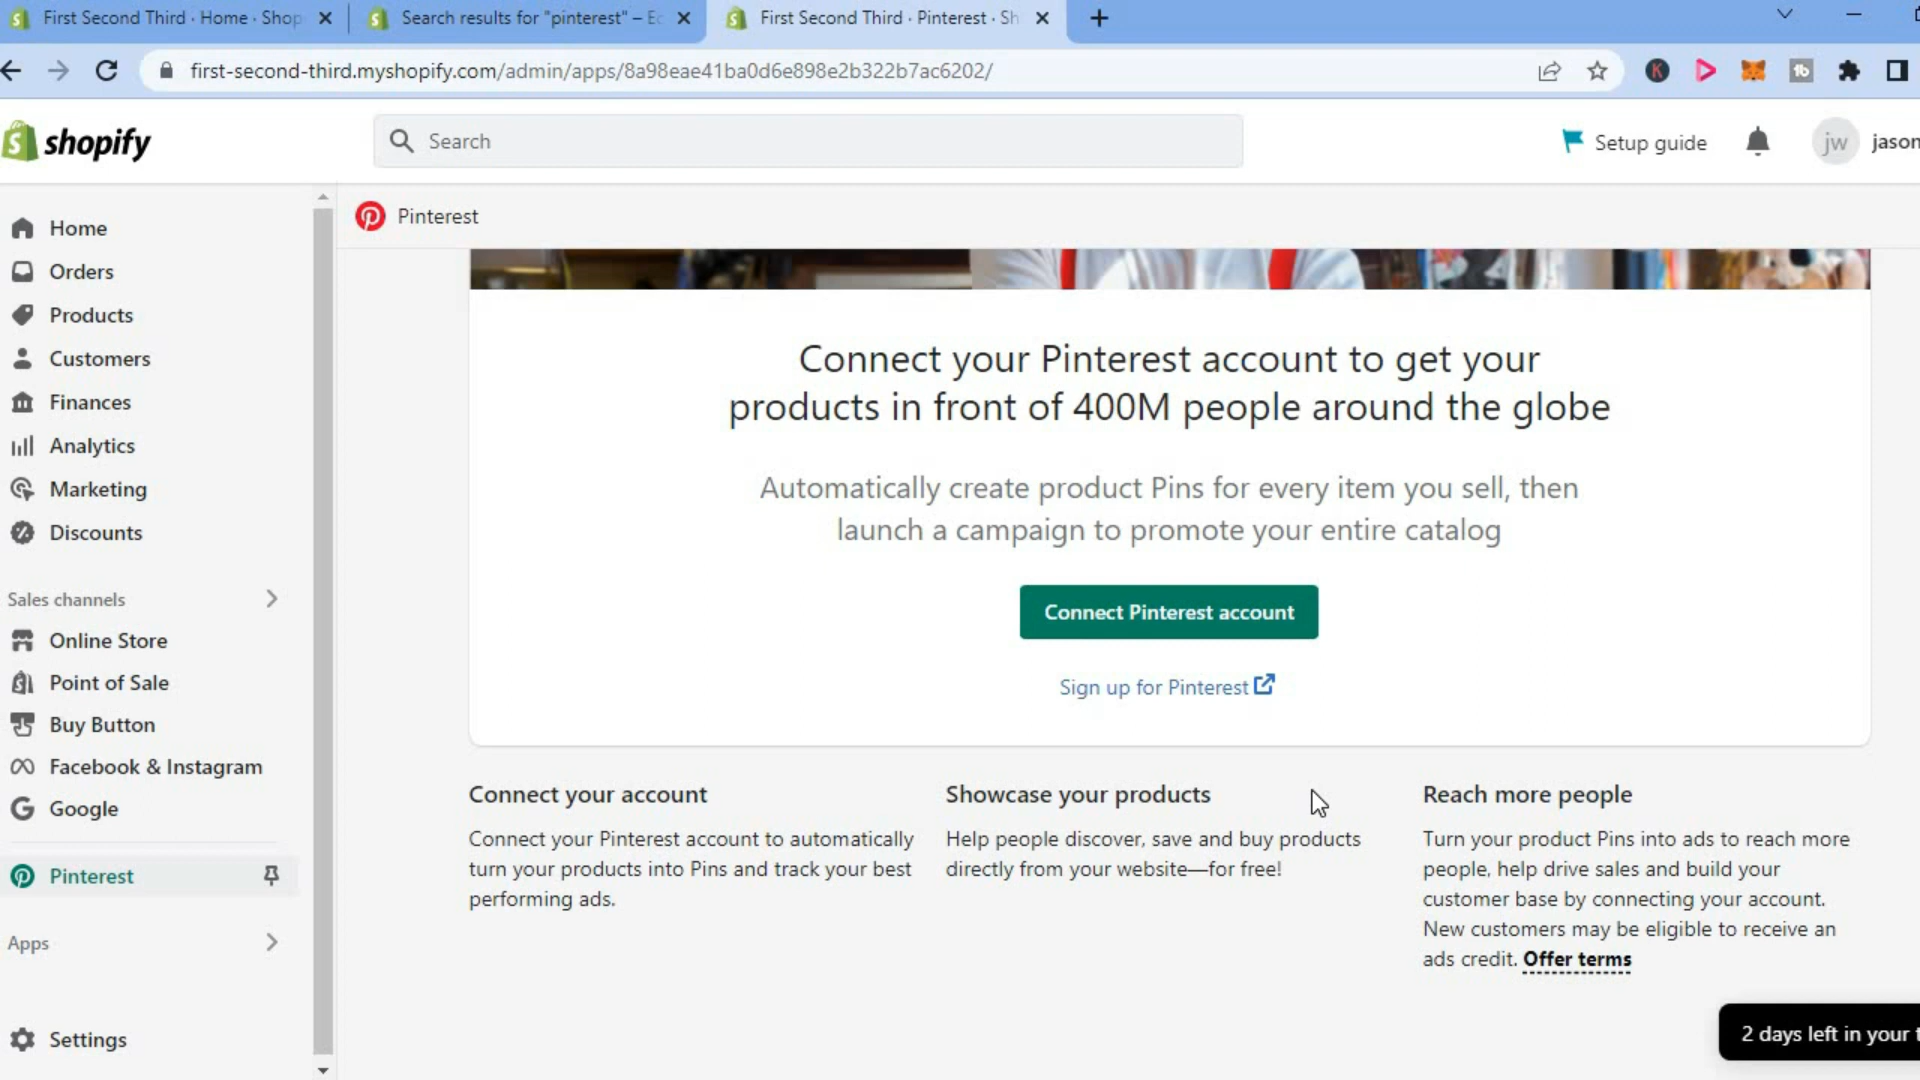 First Second Third · Home · Shop
Search results for "pinterest" – Ec
First Second Third · Pinterest · Sh
first-second-third.myshopify.com/admin/apps/8a98eae41ba0d6e898e2b322b7ac6202/
K
tb
shopify
Search
Setup guide
jw
jason
Home
Orders
Products
Customers
Finances
Analytics
Marketing
Discounts
Sales channels
Online Store
Point of Sale
Buy Button
Facebook & Instagram
Google
Pinterest
Apps
Settings
Pinterest
Connect your Pinterest account to get your
products in front of 400M people around the globe
Automatically create product Pins for every item you sell, then
launch a campaign to promote your entire catalog
Connect Pinterest account
Sign up for Pinterest
Connect your account
Connect your Pinterest account to automatically
turn your products into Pins and track your best
performing ads.
Showcase your products
Help people discover, save and buy products
directly from your website—for free!
Reach more people
Turn your product Pins into ads to reach more
people, help drive sales and build your
customer base by connecting your account.
New customers may be eligible to receive an
ads credit. Offer terms
2 days left in your t